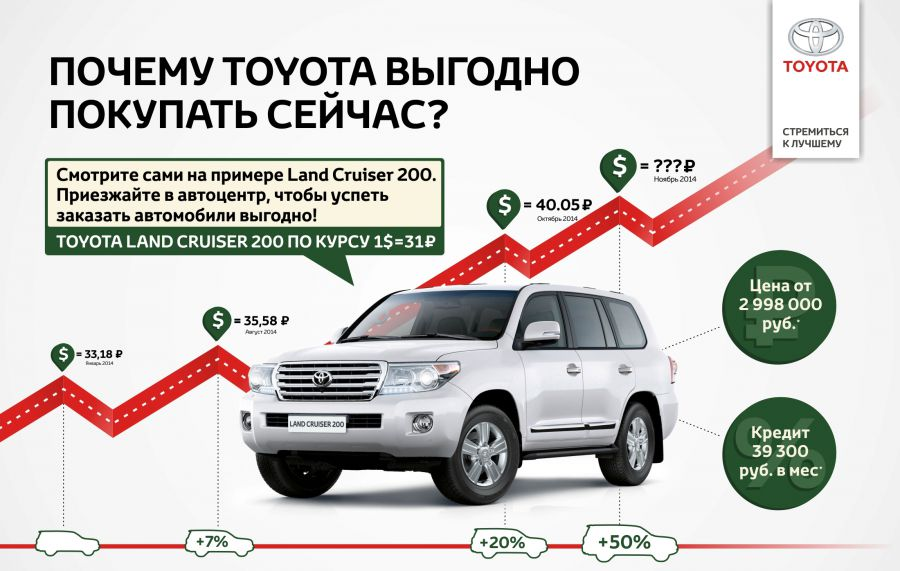 ПОЧЕМУ TOYOTA ВЫГОДНО
ПОКУПАТЬ СЕЙЧАС?
TOYOTA
СТРЕМИТЬСЯ
К ЛУЧШЕМУ
Смотрите сами на примере Land Cruiser 200.
Приезжайте в автоцентр, чтобы успеть
заказать автомобили выгодно!
TOYOTA LAND CRUISER 200 ПО КУРСУ 1$=31₽
$ = 33,18 ₽
Январь 2014
$ = 35,58 ₽
Август 2014
$ = 40.05 ₽
Октябрь 2014
$ = ???₽
Ноябрь 2014
Цена от
2 998 000
руб.*
Кредит
39 300
руб. в мес*
LAND CRUISER 200
+7%
+20%
+50%